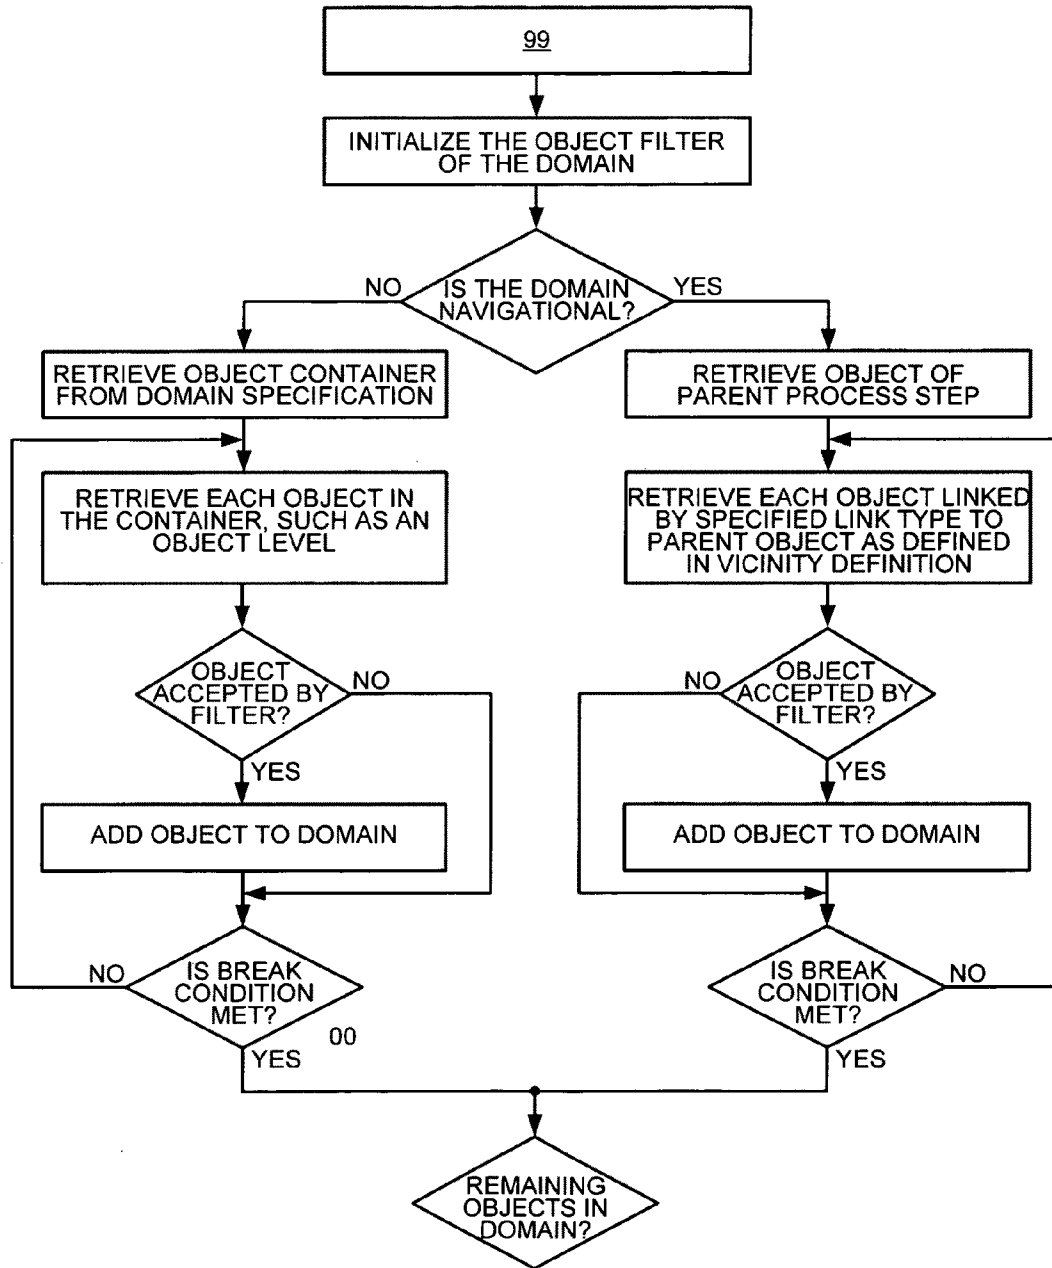 99
INITIALIZE THE OBJECT FILTER
OF THE DOMAIN
NO
IS THE DOMAIN
NAVIGATIONAL?
YES
RETRIEVE OBJECT CONTAINER
FROM DOMAIN SPECIFICATION
RETRIEVE OBJECT OF
PARENT PROCESS STEP
RETRIEVE EACH OBJECT IN
THE CONTAINER, SUCH AS AN
OBJECT LEVEL
RETRIEVE EACH OBJECT LINKED
BY SPECIFIED LINK TYPE TO
PARENT OBJECT AS DEFINED
IN VICINITY DEFINITION
OBJECT
ACCEPTED BY
FILTER?
NO
YES
NO
OBJECT
ACCEPTED BY
FILTER?
YES
ADD OBJECT TO DOMAIN
ADD OBJECT TO DOMAIN
NO
IS BREAK
CONDITION
MET?
00
YES
IS BREAK
CONDITION
MET?
NO
YES
REMAINING
OBJECTS IN
DOMAIN?